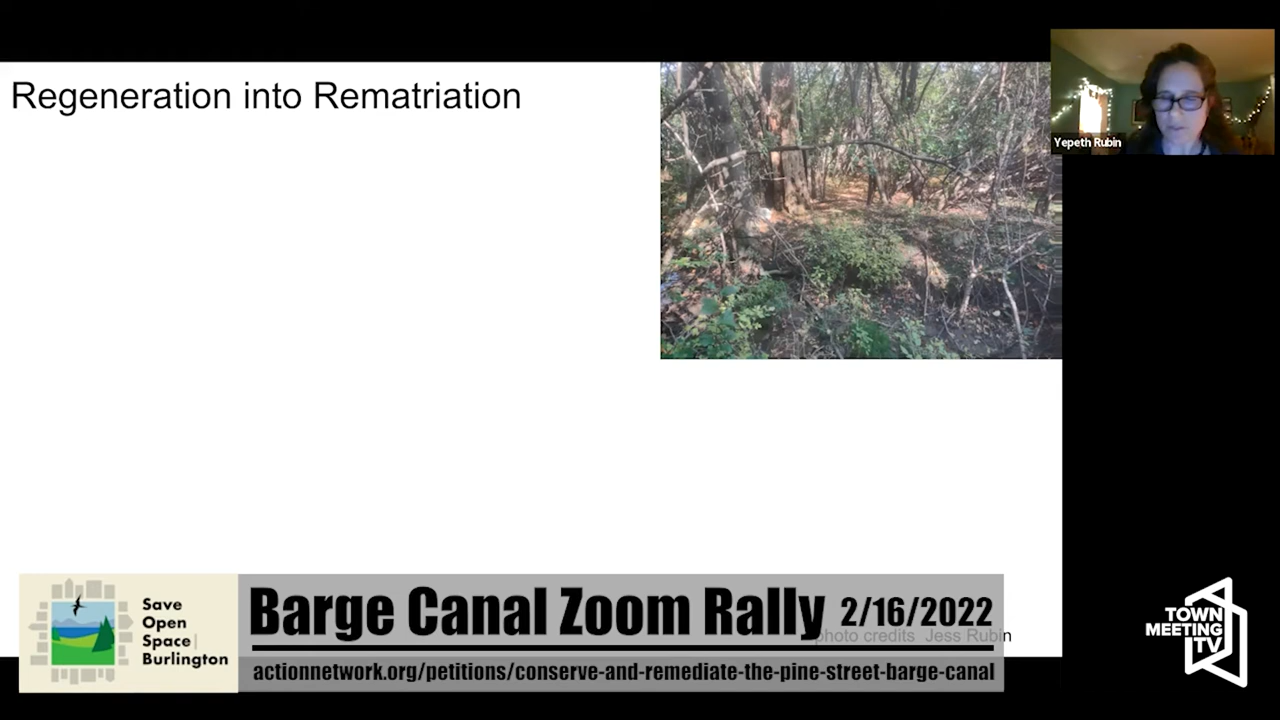 Regeneration into Rematriation
Yepeth Rubin
Save
Open
Space
Burlington
Barge Canal Zoom Rally 2/16/2022
photo credits Jess Rubin
actionnetwork.org/petitions/conserve-and-remediate-the-pine-street-barge-canal
TOWN
MEETING
TV